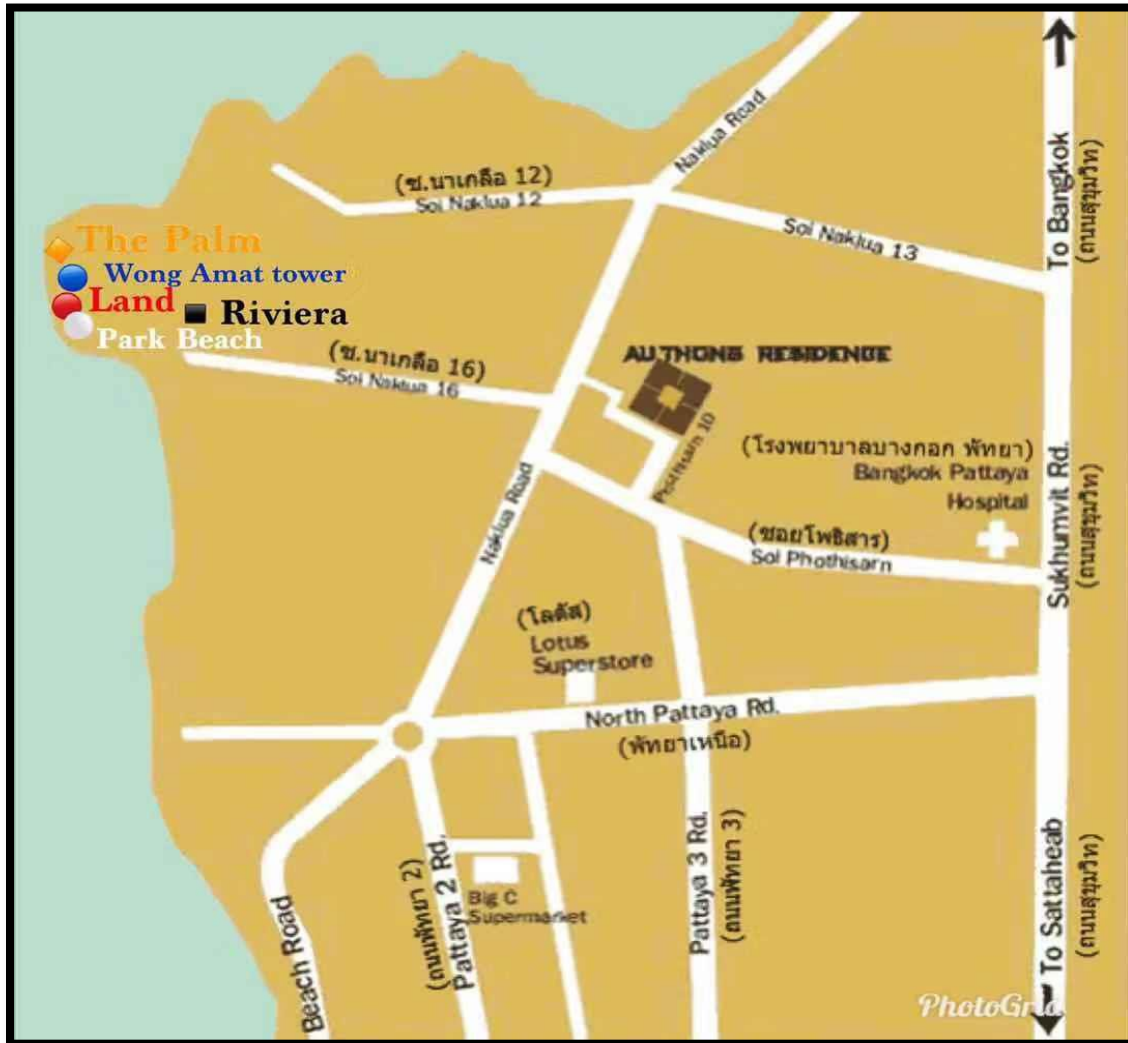 Naklua Road
To Bangkok
(ถนนสุขุมวิท)
(ซ.นาเกลือ 12)
Soi Naklua 12
Soi Naklua 13
The Palm
Wong Amat tower
Land
Riviera
Park Beach
(ซ.นาเกลือ 16)
Soi Naklua 16
AU THONG RESIDENCE
Phothisarn 10
(โรงพยาบาลบางกอก พัทยา)
Bangkok Pattaya
Hospital
Sukhumvit Rd.
(ถนนสุขุมวิท)
Naklua Road
(ซอยโพธิสาร)
Soi Phothisarn
(โลตัส)
Lotus
Superstore
North Pattaya Rd.
(พัทยาเหนือ)
Beach Road
(ถนนพัทยา 2)
Pattaya 2 Rd.
Big C
Supermarket
Pattaya 3 Rd.
(ถนนพัทยา 3)
To Sattaheab
(ถนนสุขุมวิท)